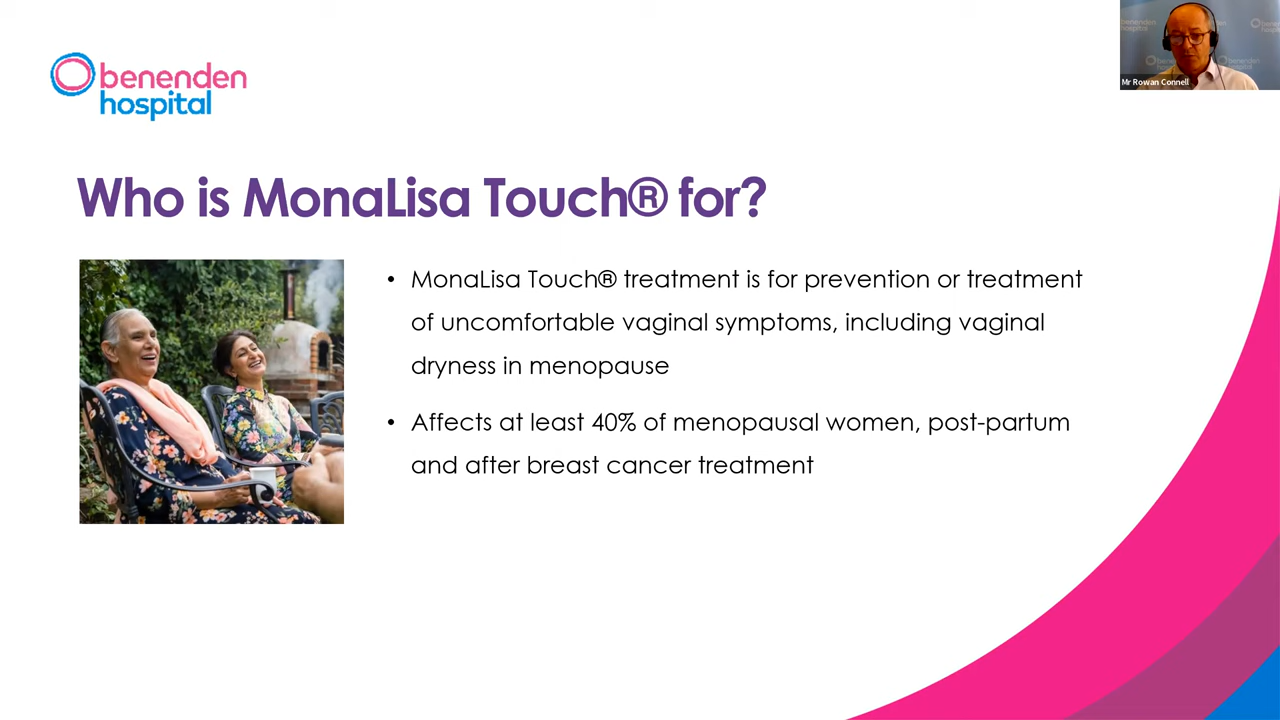 benenden
hospital
Mr Rowan Connell
Who is MonaLisa Touch® for?
• MonaLisa Touch® treatment is for prevention or treatment
of uncomfortable vaginal symptoms, including vaginal
dryness in menopause
• Affects at least 40% of menopausal women, post-partum
and after breast cancer treatment